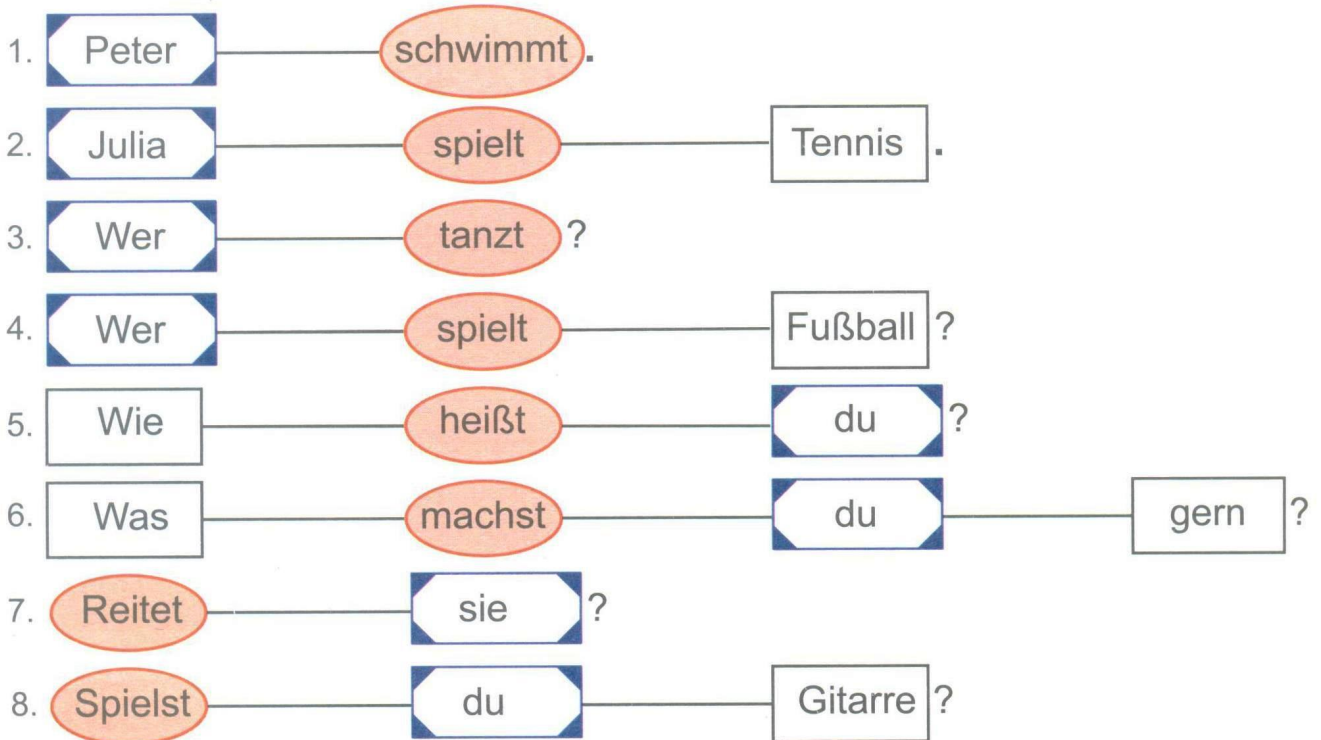 1. Peter schwimmt.
2. Julia spielt Tennis.
3. Wer tanzt?
4. Wer spielt Fußball?
5. Wie heißt du?
6. Was machst du gern?
7. Reitet sie?
8. Spielst du Gitarre?